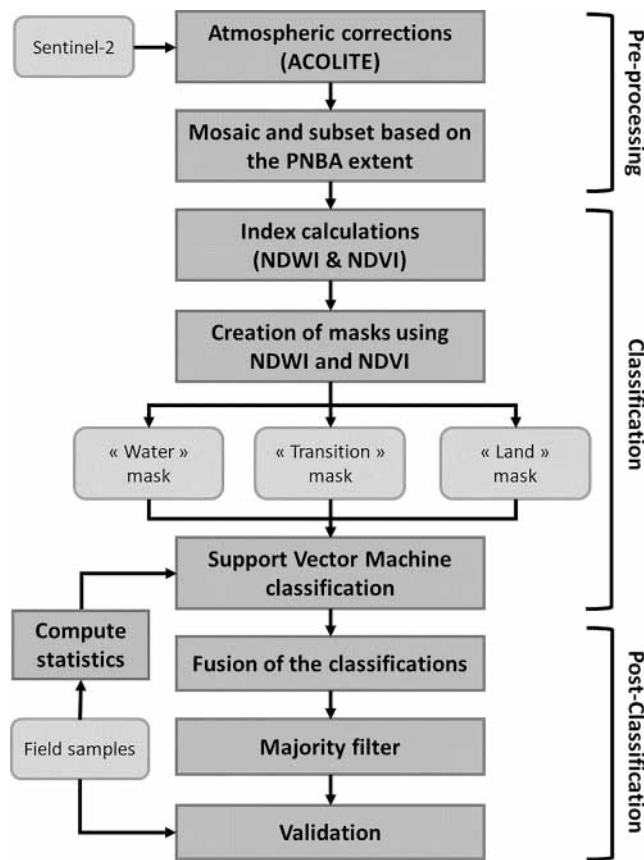 Sentinel-2
Atmospheric corrections
(ACOLITE)
Mosaic and subset based on
the PNBA extent
Pre-processing
Index calculations
(NDWI & NDVI)
Creation of masks using
NDWI and NDVI
« Water »
mask
« Transition »
mask
« Land »
mask
Support Vector Machine
classification
Classification
Compute
statistics
Fusion of the classifications
Field samples
Majority filter
Validation
Post-Classification